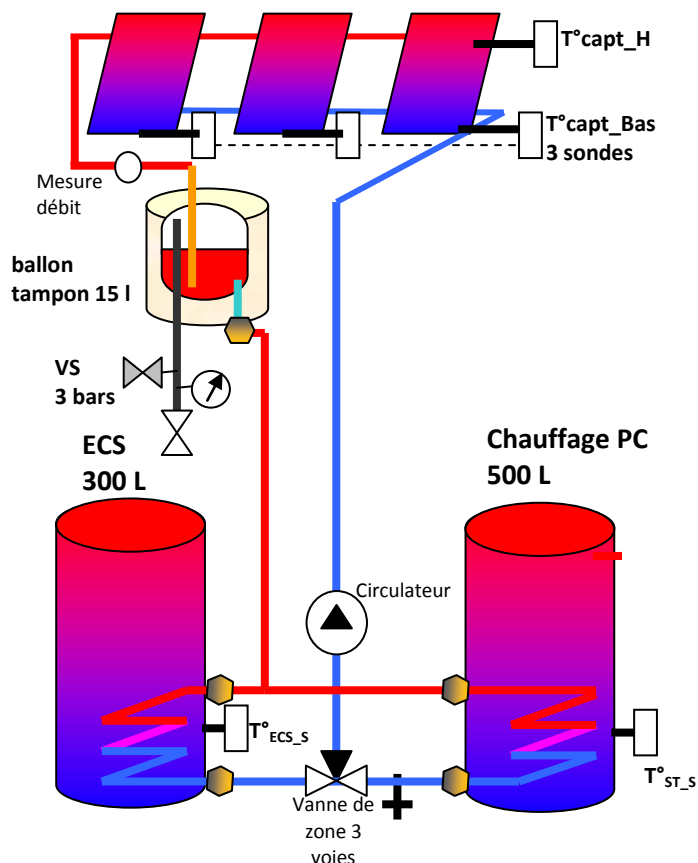 T°capt_H
T°capt_Bas
3 sondes
Mesure
débit
ballon
tampon 15 l
VS
3 bars
ECS
300 L
Chauffage PC
500 L
Circulateur
T°ECS_S
T°ST_S
Vanne de
zone 3
voies